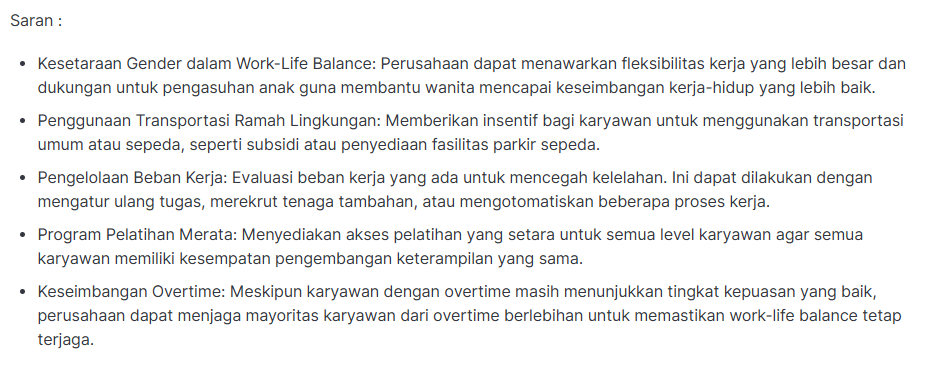 Saran :
• Kesetaraan Gender dalam Work-Life Balance: Perusahaan dapat menawarkan fleksibilitas kerja yang lebih besar dan
dukungan untuk pengasuhan anak guna membantu wanita mencapai keseimbangan kerja-hidup yang lebih baik.
• Penggunaan Transportasi Ramah Lingkungan: Memberikan insentif bagi karyawan untuk menggunakan transportasi
umum atau sepeda, seperti subsidi atau penyediaan fasilitas parkir sepeda.
• Pengelolaan Beban Kerja: Evaluasi beban kerja yang ada untuk mencegah kelelahan. Ini dapat dilakukan dengan
mengatur ulang tugas, merekrut tenaga tambahan, atau mengotomatiskan beberapa proses kerja.
• Program Pelatihan Merata: Menyediakan akses pelatihan yang setara untuk semua level karyawan agar semua
karyawan memiliki kesempatan pengembangan keterampilan yang sama.
• Keseimbangan Overtime: Meskipun karyawan dengan overtime masih menunjukkan tingkat kepuasan yang baik,
perusahaan dapat menjaga mayoritas karyawan dari overtime berlebihan untuk memastikan work-life balance tetap
terjaga.